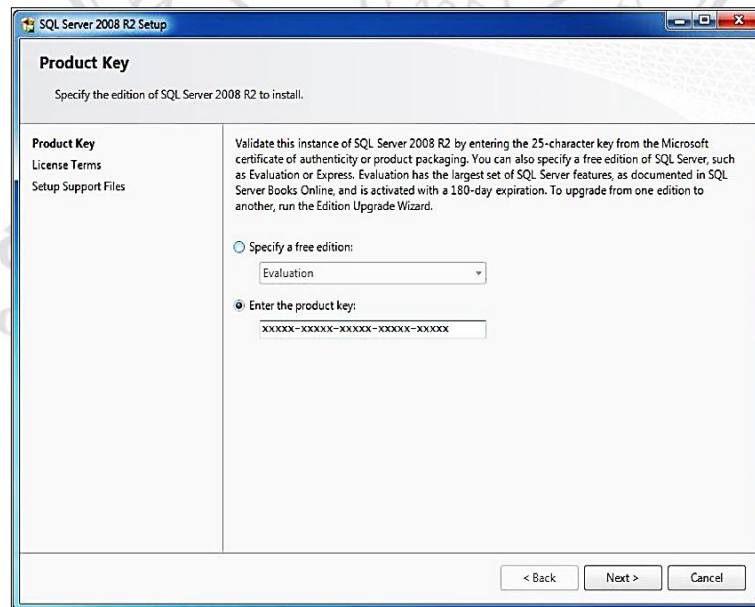 SQL Server 2008 R2 Setup
Product Key
Specify the edition of SQL Server 2008 R2 to install.
Product Key
License Terms
Setup Support Files
Validate this instance of SQL Server 2008 R2 by entering the 25-character key from the Microsoft
certificate of authenticity or product packaging. You can also specify a free edition of SQL Server, such
as Evaluation or Express. Evaluation has the largest set of SQL Server features, as documented in SQL
Server Books Online, and is activated with a 180-day expiration. To upgrade from one edition to
another, run the Edition Upgrade Wizard.
Specify a free edition:
Evaluation
Enter the product key:
xxxxx-xxxxx-xxxxx-xxxxx-xxxxx
< Back
Next >
Cancel